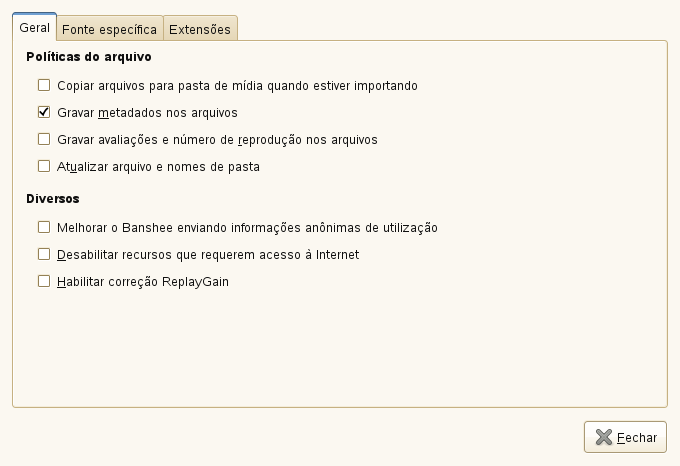 Geral Fonte específica Extensões
Políticas do arquivo
Copiar arquivos para pasta de mídia quando estiver importando
Gravar metadados nos arquivos
Gravar avaliações e número de reprodução nos arquivos
Atualizar arquivo e nomes de pasta
Diversos
Melhorar o Banshee enviando informações anônimas de utilização
Desabilitar recursos que requerem acesso à Internet
Habilitar correção ReplayGain
Fechar